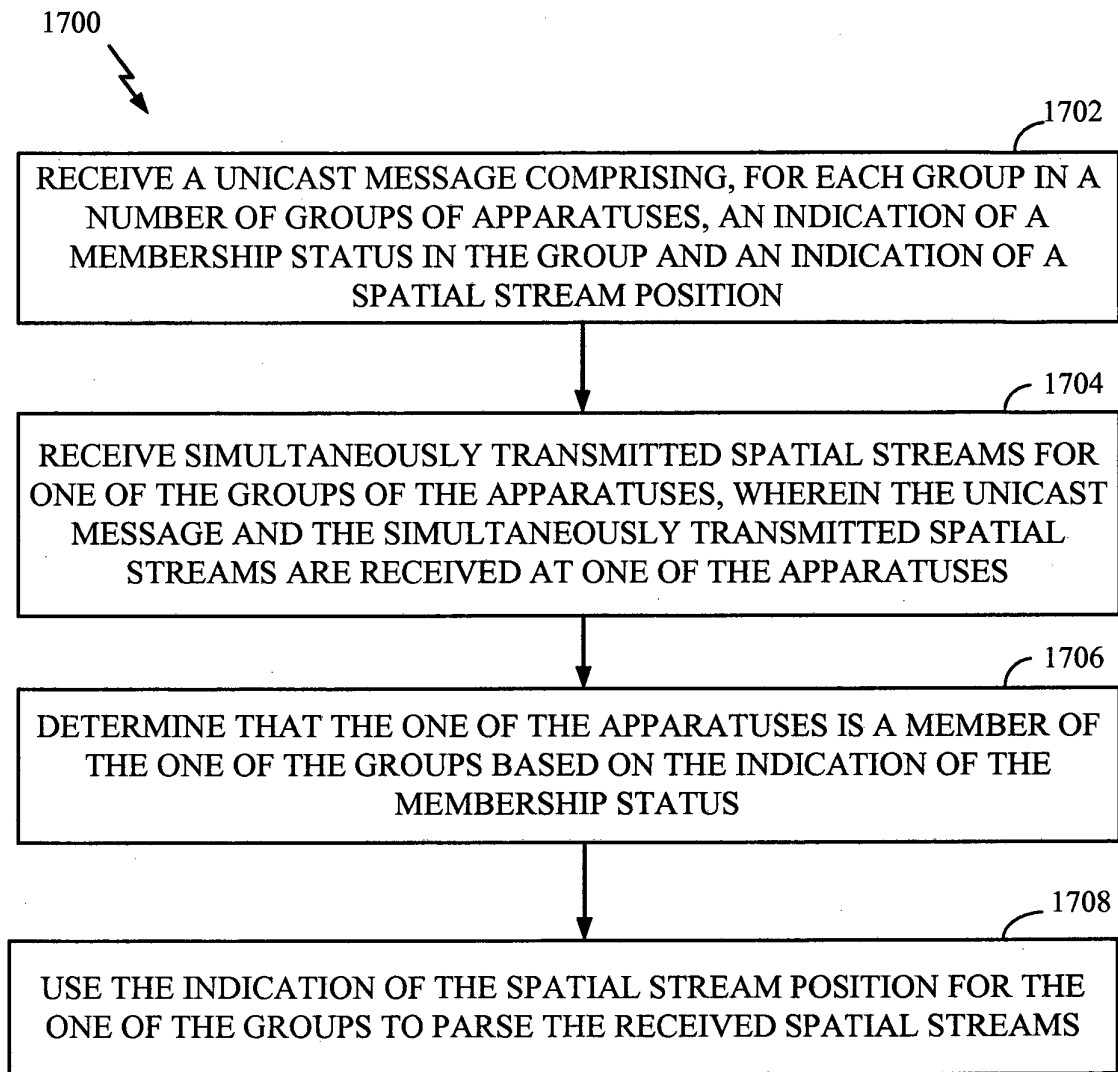 1700
1702
RECEIVE A UNICAST MESSAGE COMPRISING, FOR EACH GROUP IN A
NUMBER OF GROUPS OF APPARATUSES, AN INDICATION OF A
MEMBERSHIP STATUS IN THE GROUP AND AN INDICATION OF A
SPATIAL STREAM POSITION
1704
RECEIVE SIMULTANEOUSLY TRANSMITTED SPATIAL STREAMS FOR
ONE OF THE GROUPS OF THE APPARATUSES, WHEREIN THE UNICAST
MESSAGE AND THE SIMULTANEOUSLY TRANSMITTED SPATIAL
STREAMS ARE RECEIVED AT ONE OF THE APPARATUSES
1706
DETERMINE THAT THE ONE OF THE APPARATUSES IS A MEMBER OF
THE ONE OF THE GROUPS BASED ON THE INDICATION OF THE
MEMBERSHIP STATUS
1708
USE THE INDICATION OF THE SPATIAL STREAM POSITION FOR THE
ONE OF THE GROUPS TO PARSE THE RECEIVED SPATIAL STREAMS